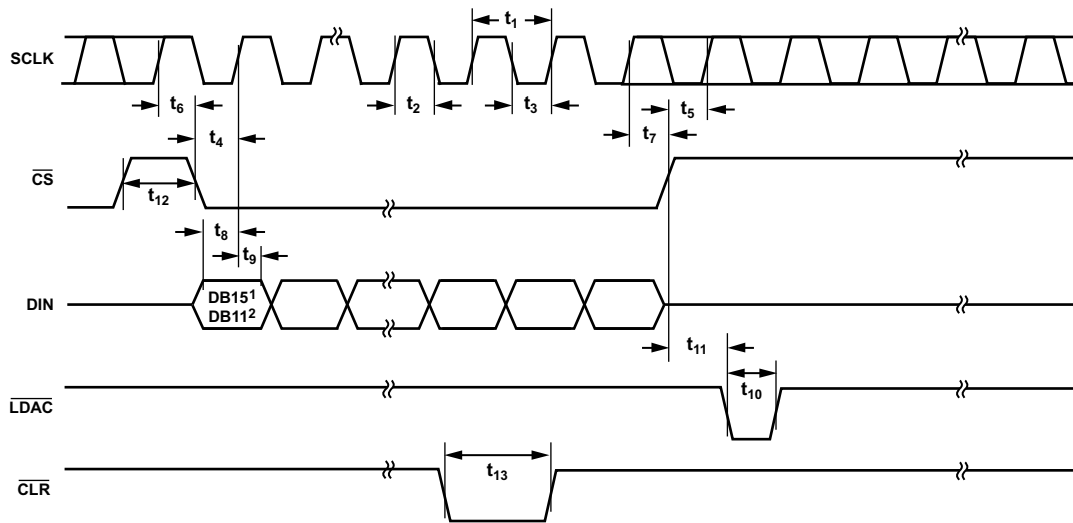 t1
SCLK
t6
t2
t3
t5
t4
t7
CS
t12
t8
t9
DIN
DB15¹
DB11²
t11
t10
LDAC
t13
CLR